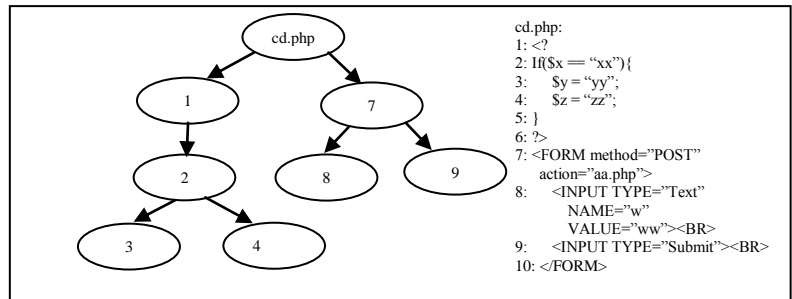 cd.php
1
7
2
8
9
3
4
cd.php:
1: <?
2: If($x == “xx”){
3: $y = “yy”;
4: $z = “zz”;
5: }
6: ?>
7: <FORM method=”POST”
action=”aa.php”>
8: <INPUT TYPE=”Text”
NAME=”w”
VALUE=”ww”><BR>
9: <INPUT TYPE=”Submit”><BR>
10: </FORM>